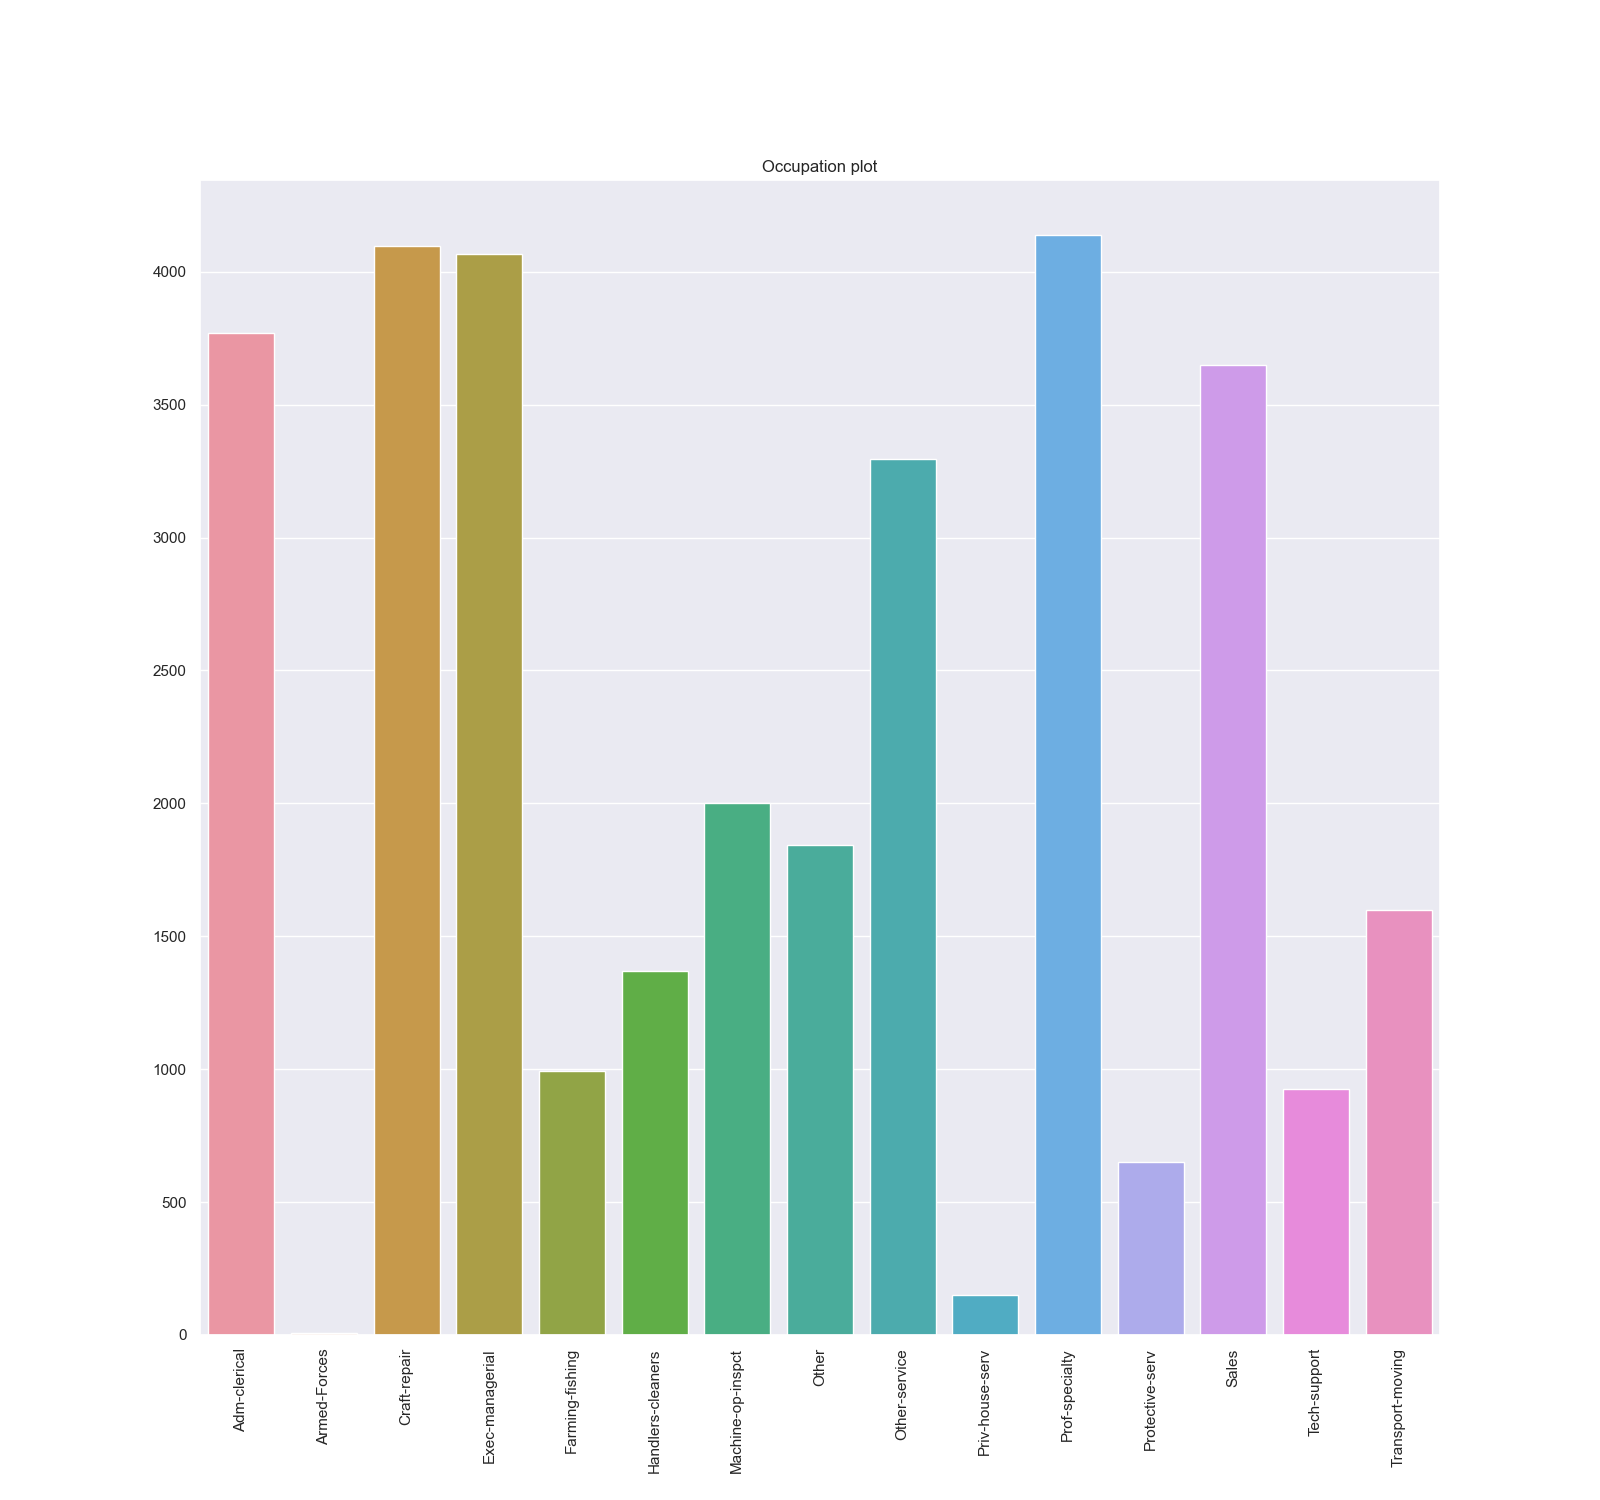 Occupation plot
4000
3500
3000
2500
2000
1500
1000
500
0
Adm-clerical
Armed-Forces
Craft-repair
Exec-managerial
Farming-fishing
Handlers-cleaners
Machine-op-inspct
Other
Other-service
Priv-house-serv
Prof-specialty
Protective-serv
Sales
Tech-support
Transport-moving